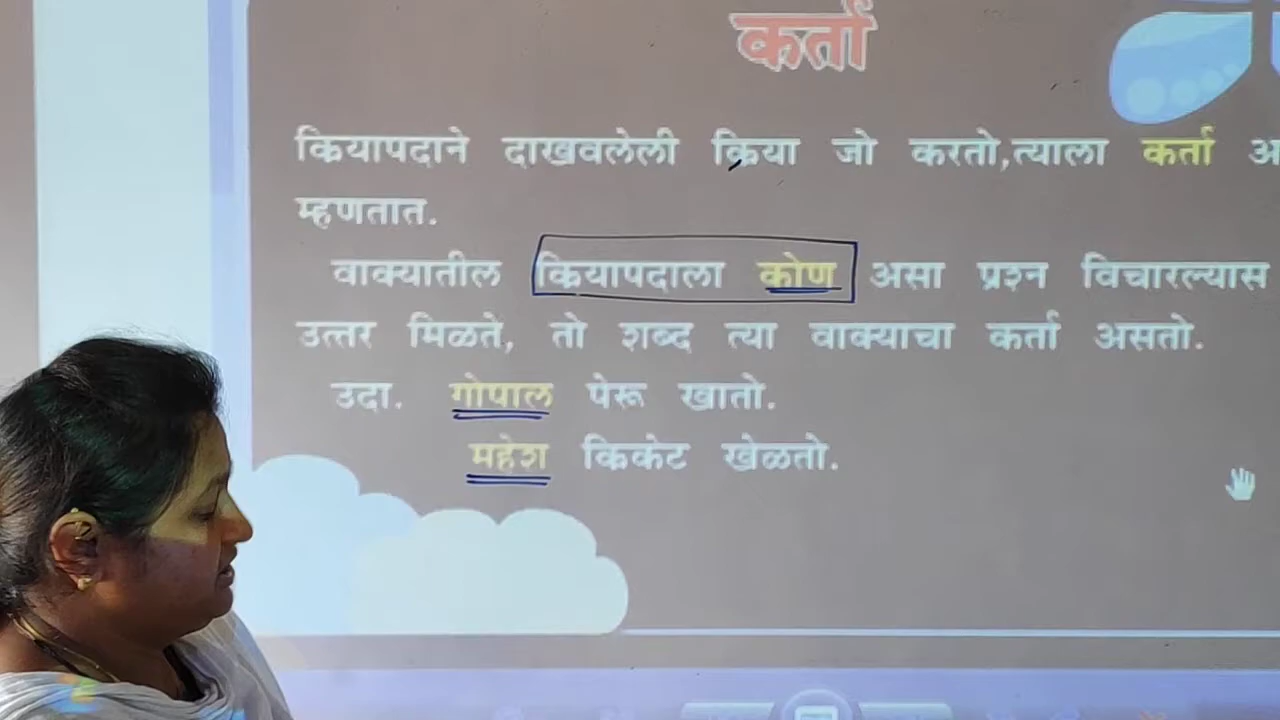 कर्ता
क्रियापदाने दाखवलेली क्रिया जो करतो,त्याला कर्ता
म्हणतात.
वाक्यातील क्रियापदाला कोण असा प्रश्न विचारल्यास
उत्तर मिळते, तो शब्द त्या वाक्याचा कर्ता असतो.
उदा. गोपाल पेरू खातो.
महेश क्रिकेट खेळतो.